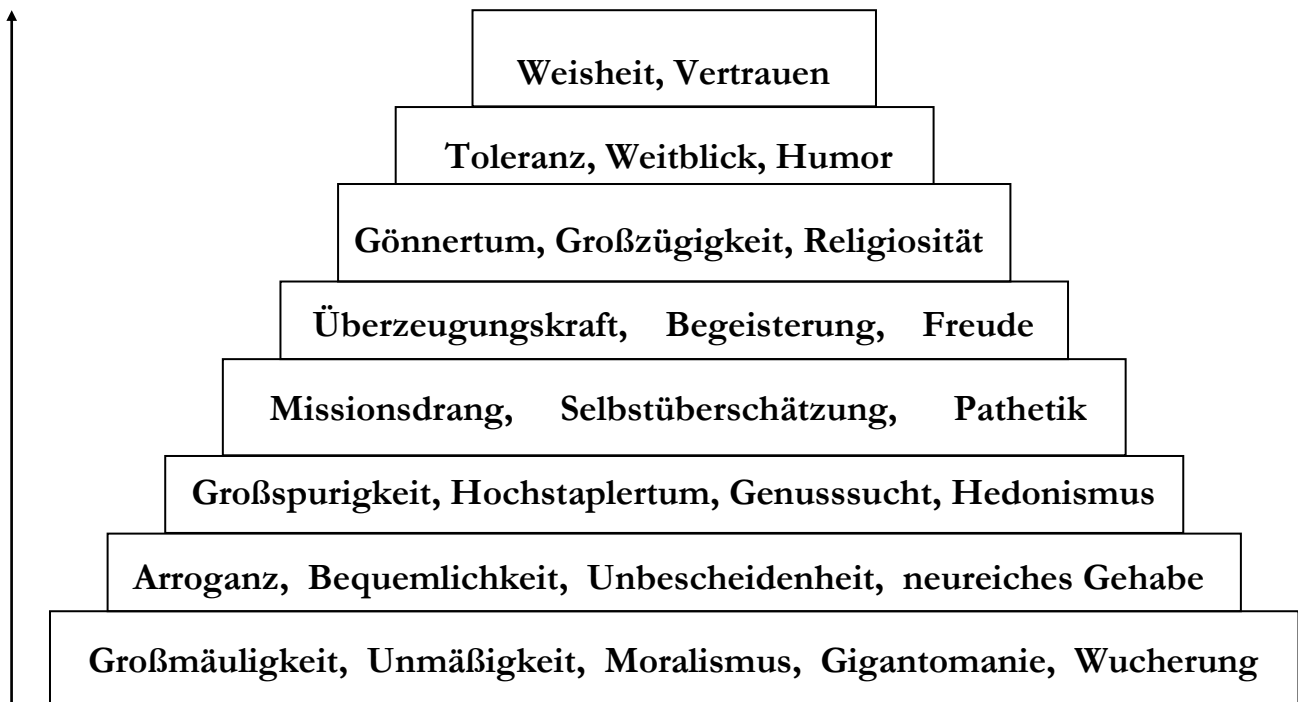 Weisheit, Vertrauen
Toleranz, Weitblick, Humor
Gönnertum, Großzügigkeit, Religiosität
Überzeugungskraft, Begeisterung, Freude
Missionsdrang, Selbstüberschätzung, Pathetik
Großspurigkeit, Hochstaplertum, Genusssucht, Hedonismus
Arroganz, Bequemlichkeit, Unbescheidenheit, neureiches Gehabe
Großmäuligkeit, Unmäßigkeit, Moralismus, Gigantomanie, Wucherung